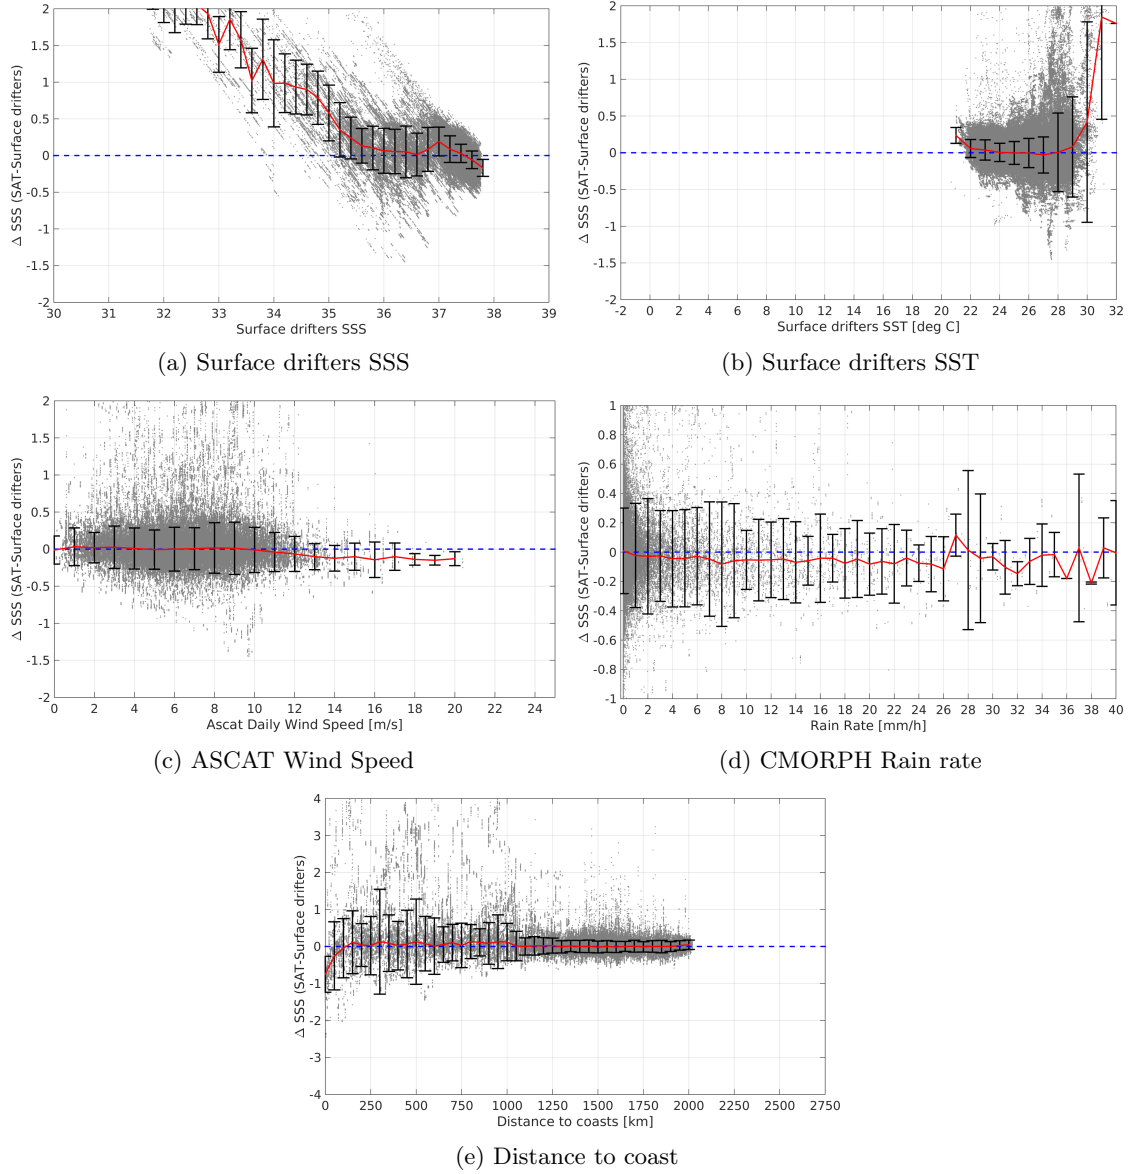 2
1.5
1
0.5
0
-0.5
-1
-1.5
-2
Δ SSS (SAT-Surface drifters)
30 31 32 33 34 35 36 37 38 39
Surface drifters SSS
(a) Surface drifters SSS
2
1.5
1
0.5
0
-0.5
-1
-1.5
-2
Δ SSS (SAT-Surface drifters)
-2 0 2 4 6 8 10 12 14 16 18 20 22 24 26 28 30 32
Surface drifters SST [deg C]
(b) Surface drifters SST
2
1.5
1
0.5
0
-0.5
-1
-1.5
-2
Δ SSS (SAT-Surface drifters)
0 2 4 6 8 10 12 14 16 18 20 22 24
Ascat Daily Wind Speed [m/s]
(c) ASCAT Wind Speed
1
0.8
0.6
0.4
0.2
0
-0.2
-0.4
-0.6
-0.8
-1
Δ SSS (SAT-Surface drifters)
0 2 4 6 8 10 12 14 16 18 20 22 24 26 28 30 32 34 36 38 40
Rain Rate [mm/h]
(d) CMORPH Rain rate
4
3
2
1
0
-1
-2
-3
-4
Δ SSS (SAT-Surface drifters)
0 250 500 750 1000 1250 1500 1750 2000 2250 2500 2750
Distance to coasts [km]
(e) Distance to coast